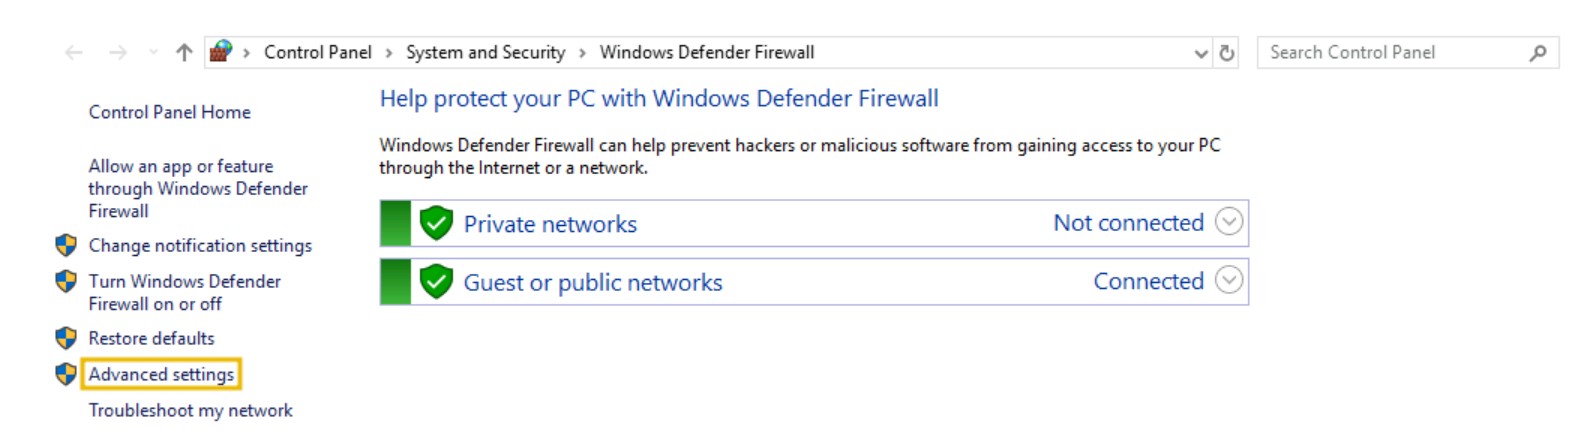 Control Panel > System and Security > Windows Defender Firewall
Search Control Panel
Control Panel Home
Allow an app or feature
through Windows Defender
Firewall
Change notification settings
Turn Windows Defender
Firewall on or off
Restore defaults
Advanced settings
Troubleshoot my network
Help protect your PC with Windows Defender Firewall
Windows Defender Firewall can help prevent hackers or malicious software from gaining access to your PC
through the Internet or a network.
Private networks Not connected
Guest or public networks Connected